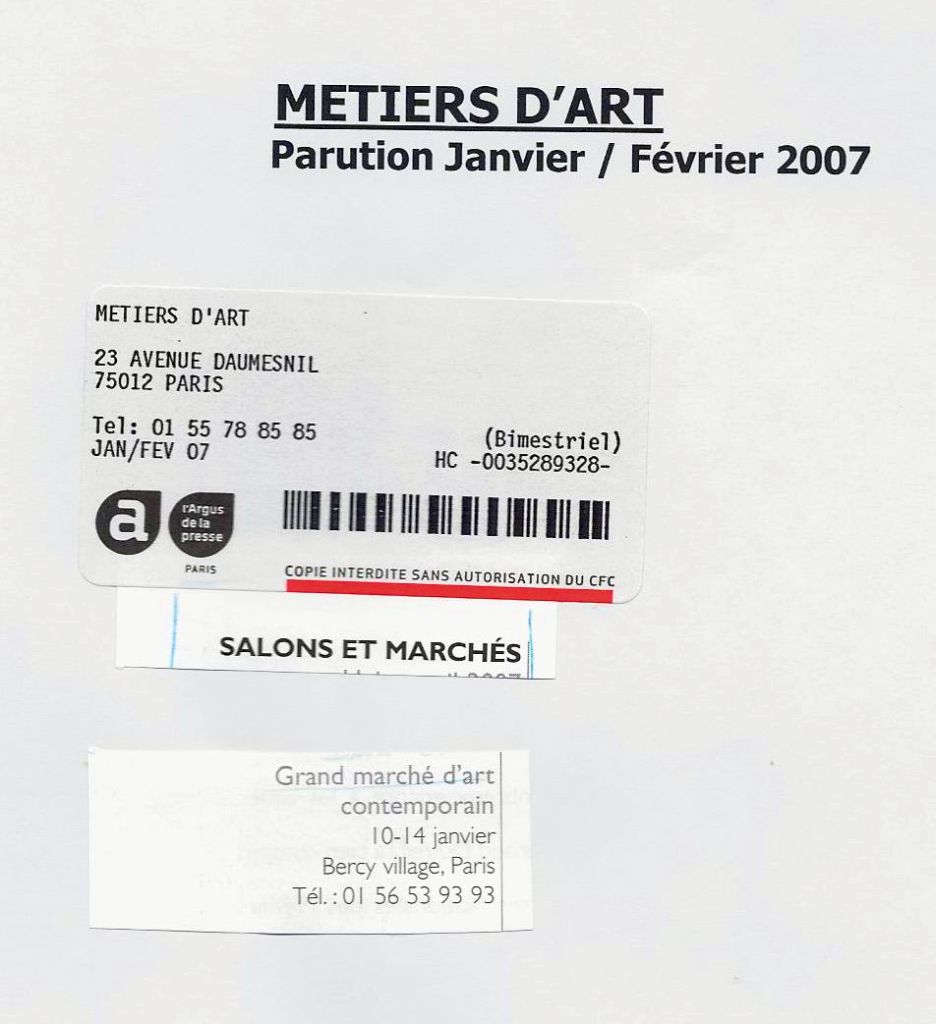 METIERS D'ART
Parution Janvier / Février 2007
METIERS D'ART
23 AVENUE DAUMESNIL
75012 PARIS
Tel: 01 55 78 85 85
JAN/FEV 07
(Bimestriel)
HC -0035289328-
a
l'Argus
de la
presse
PARIS
COPIE INTERDITE SANS AUTORISATION DU CFC
SALONS ET MARCHÉS
Grand marché d'art
contemporain
10-14 janvier
Bercy village, Paris
Tél. : 01 56 53 93 93